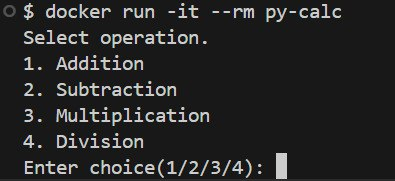 $ docker run -it --rm py-calc
Select operation.
1. Addition
2. Subtraction
3. Multiplication
4. Division
Enter choice(1/2/3/4):